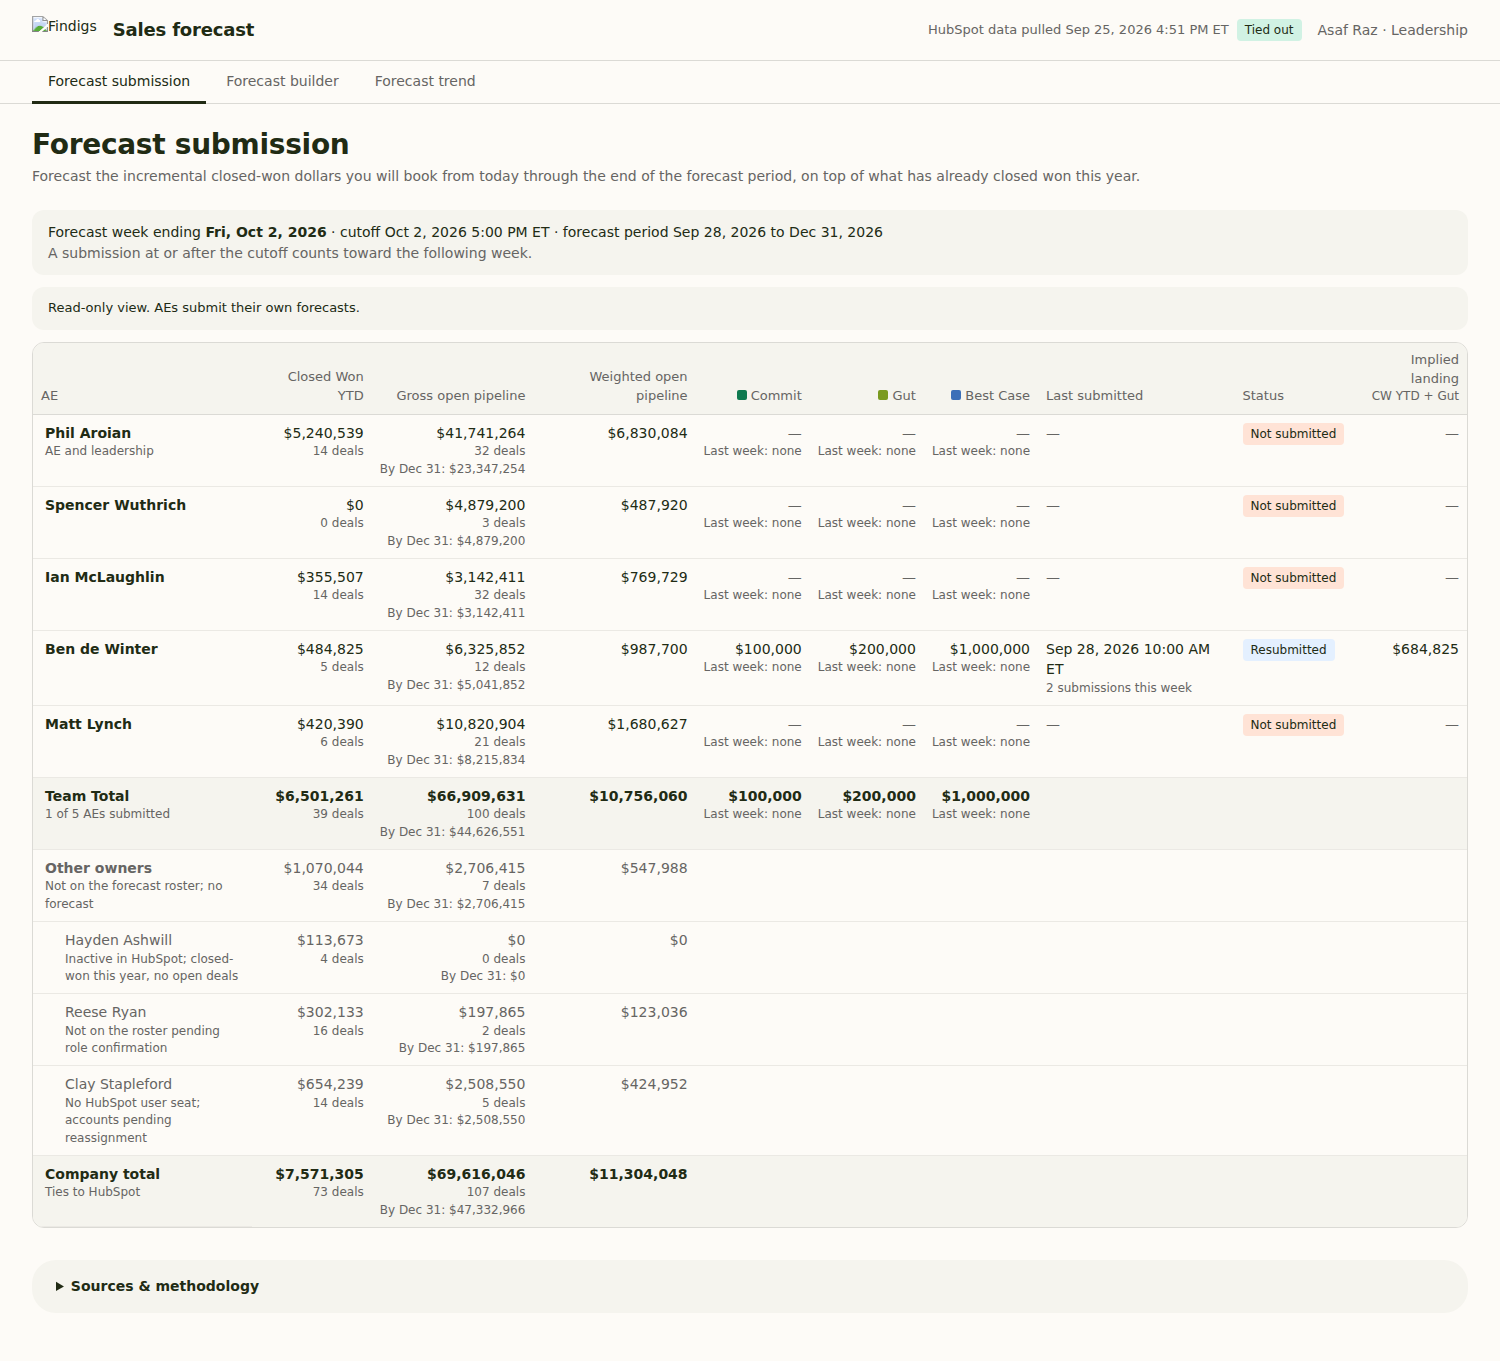 Findigs Sales forecast
HubSpot data pulled Sep 25, 2026 4:51 PM ET Tied out Asaf Raz · Leadership
Forecast submission Forecast builder Forecast trend
Forecast submission
Forecast the incremental closed-won dollars you will book from today through the end of the forecast period, on top of what has already closed won this year.
Forecast week ending Fri, Oct 2, 2026 · cutoff Oct 2, 2026 5:00 PM ET · forecast period Sep 28, 2026 to Dec 31, 2026
A submission at or after the cutoff counts toward the following week.
Read-only view. AEs submit their own forecasts.
AE Closed Won YTD Gross open pipeline Weighted open pipeline Commit Gut Best Case Last submitted Status Implied landing CW YTD + Gut
Phil Aroian $5,240,539 $41,741,264 $6,830,084 — — — — Not submitted —
AE and leadership 14 deals 32 deals Last week: none Last week: none Last week: none
By Dec 31: $23,347,254
Spencer Wuthrich $0 $4,879,200 $487,920 — — — — Not submitted —
0 deals 3 deals Last week: none Last week: none Last week: none
By Dec 31: $4,879,200
Ian McLaughlin $355,507 $3,142,411 $769,729 — — — — Not submitted —
14 deals 32 deals Last week: none Last week: none Last week: none
By Dec 31: $3,142,411
Ben de Winter $484,825 $6,325,852 $987,700 $100,000 $200,000 $1,000,000 Sep 28, 2026 10:00 AM ET Resubmitted $684,825
5 deals 12 deals Last week: none Last week: none Last week: none
By Dec 31: $5,041,852 2 submissions this week
Matt Lynch $420,390 $10,820,904 $1,680,627 — — — — Not submitted —
6 deals 21 deals Last week: none Last week: none Last week: none
By Dec 31: $8,215,834
Team Total $6,501,261 $66,909,631 $10,756,060 $100,000 $200,000 $1,000,000
1 of 5 AEs submitted 39 deals 100 deals Last week: none Last week: none Last week: none
By Dec 31: $44,626,551
Other owners $1,070,044 $2,706,415 $547,988
Not on the forecast roster; no 34 deals 7 deals
forecast By Dec 31: $2,706,415
Hayden Ashwill $113,673 $0 $0
Inactive in HubSpot; closed- 4 deals 0 deals
won this year, no open deals By Dec 31: $0
Reese Ryan $302,133 $197,865 $123,036
Not on the roster pending 16 deals 2 deals
role confirmation By Dec 31: $197,865
Clay Stapleford $654,239 $2,508,550 $424,952
No HubSpot user seat; 14 deals 5 deals
accounts pending By Dec 31: $2,508,550
reassignment
Company total $7,571,305 $69,616,046 $11,304,048
Ties to HubSpot 73 deals 107 deals
By Dec 31: $47,332,966
Sources & methodology